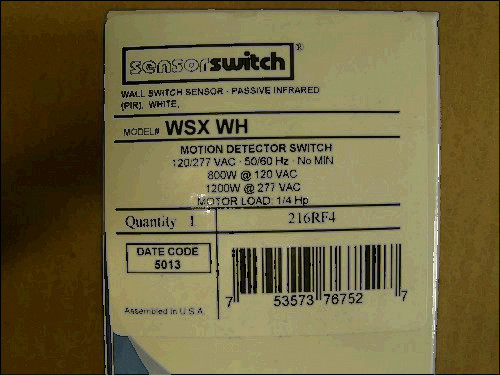 sensorswitch ®
WALL SWITCH SENSOR - PASSIVE INFRARED
(PIR), WHITE,
MODEL# WSX WH
MOTION DETECTOR SWITCH
120/277 VAC - 50/60 Hz - No MIN
800W @ 120 VAC
1200W @ 277 VAC
MOTOR LOAD: 1/4 Hp
Quantity 1 216RF4
DATE CODE
5013
Assembled in U.S.A.
7 53573 76752 7